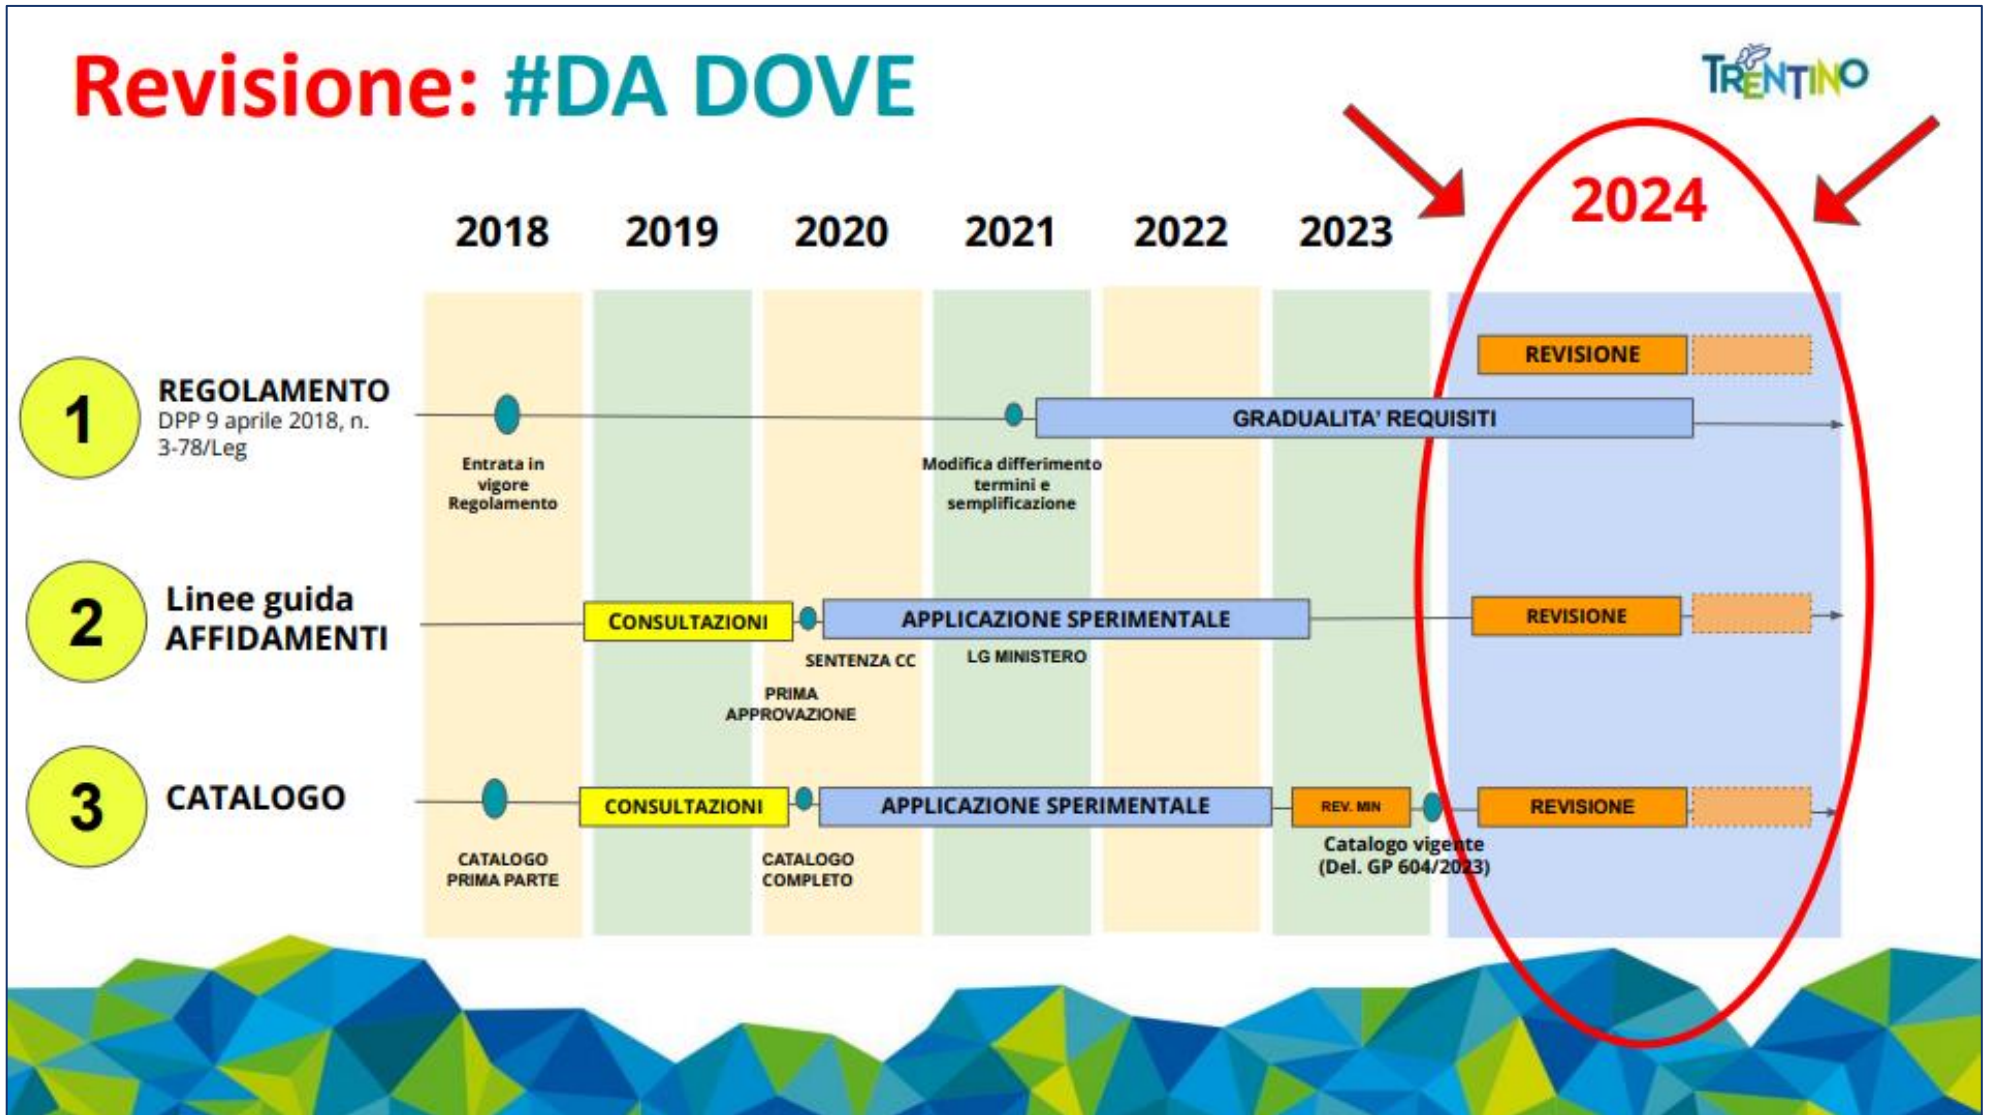 Revisione: #DA DOVE
TRENTINO
2018 2019 2020 2021 2022 2023 2024
1
REGOLAMENTO
DPP 9 aprile 2018, n.
3-78/Leg
REVISIONE
GRADUALITA' REQUISITI
Entrata in
vigore
Regolamento
Modifica differimento
termini e
semplificazione
2
Linee guida
AFFIDAMENTI
CONSULTAZIONI
APPLICAZIONE SPERIMENTALE
REVISIONE
SENTENZA CC
LG MINISTERO
PRIMA
APPROVAZIONE
3
CATALOGO
CONSULTAZIONI
APPLICAZIONE SPERIMENTALE
REV. MIN
REVISIONE
Catalogo vigente
(Del. GP 604/2023)
CATALOGO
PRIMA PARTE
CATALOGO
COMPLETO